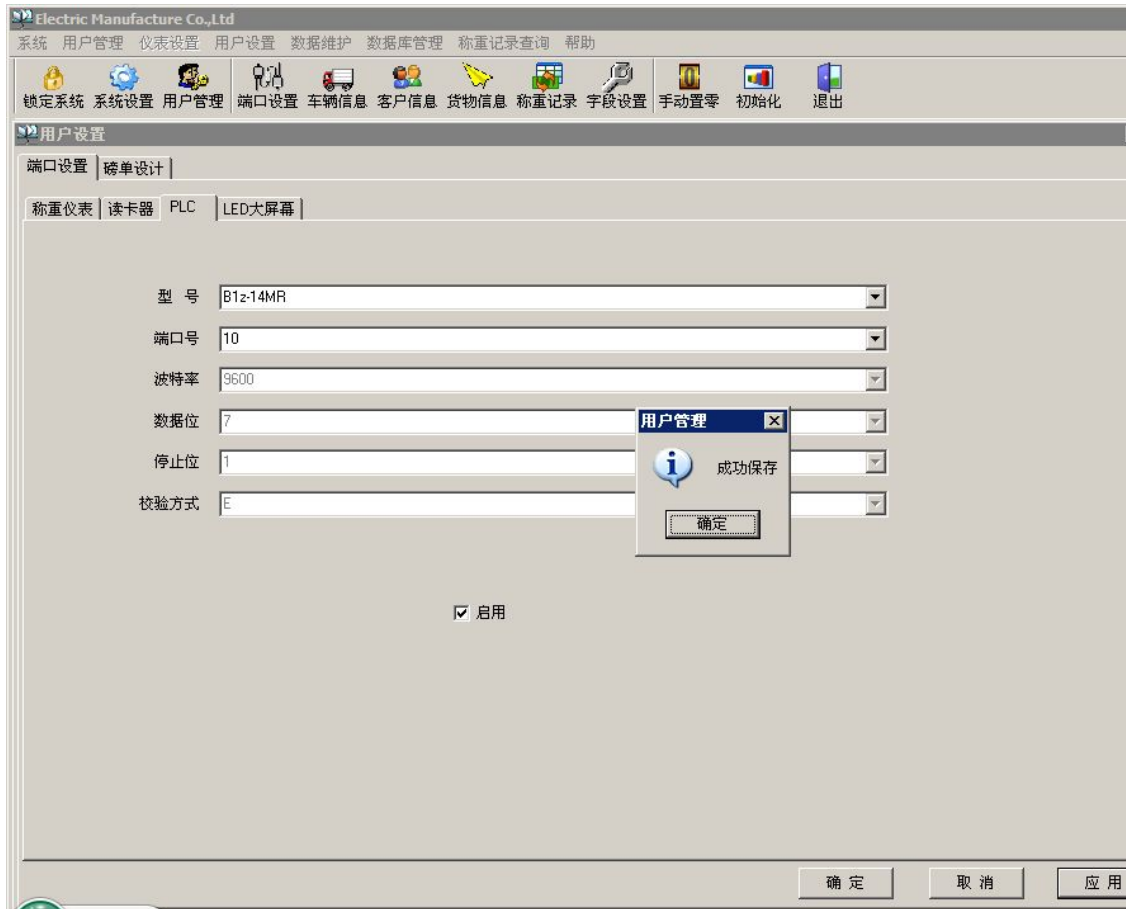 Electric Manufacture Co.,Ltd
系统 用户管理 仪表设置 用户设置 数据维护 数据库管理 称重记录查询 帮助
锁定系统 系统设置 用户管理 端口设置 车辆信息 客户信息 货物信息 称重记录 字段设置 手动置零 初始化 退出
用户设置
端口设置 磅单设计
称重仪表 读卡器 PLC LED大屏幕
型 号 B1z-14MR
端口号 10
波特率 9600
数据位 7
停止位 1
校验方式 E
用户管理
成功保存
确定
启用
确 定 取 消 应 用